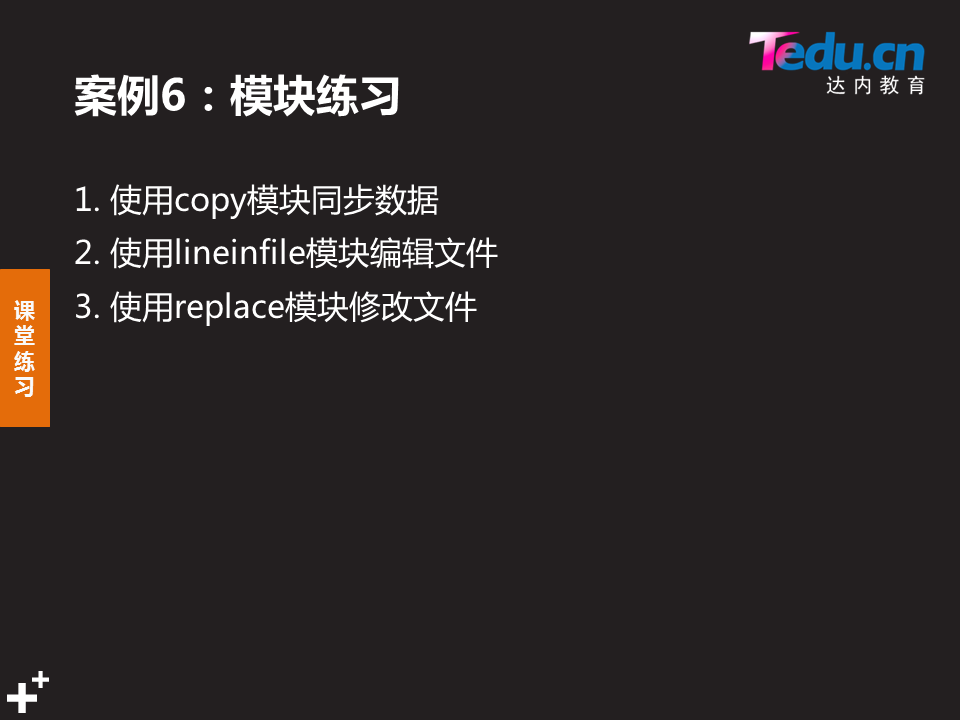 Tedu.cn
达内教育
案例6：模块练习
1. 使用copy模块同步数据
2. 使用lineinfile模块编辑文件
3. 使用replace模块修改文件
课
堂
练
习